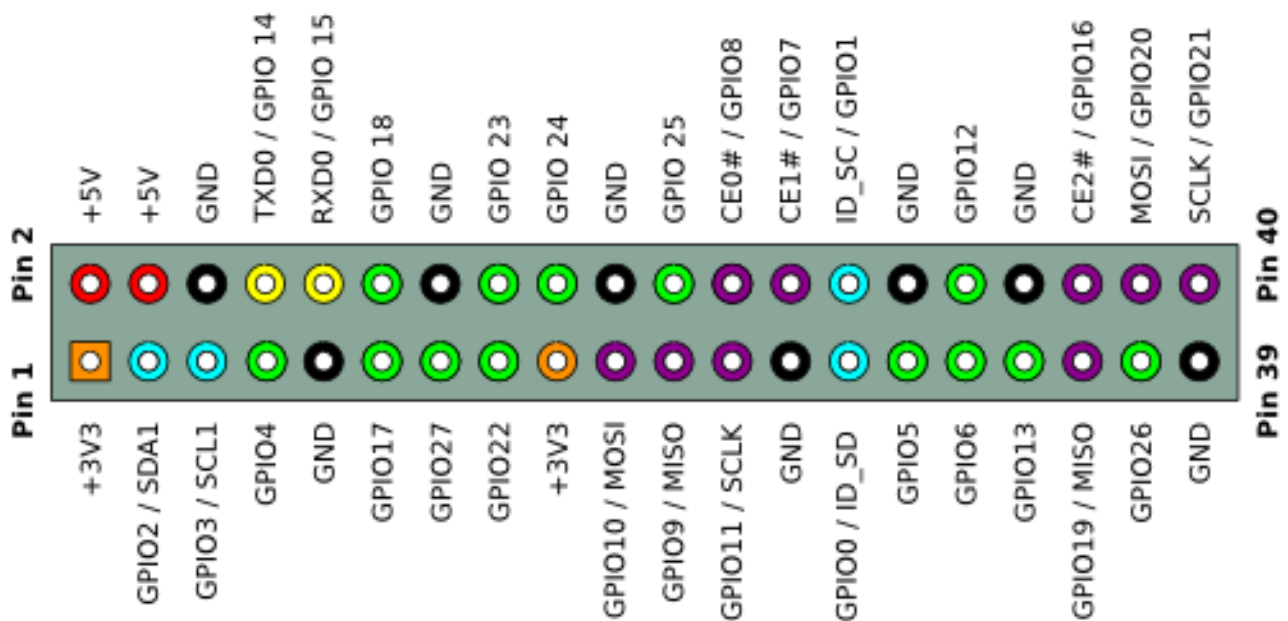 +5V
+5V
GND
TXD0 / GPIO 14
RXD0 / GPIO 15
GPIO 18
GND
GPIO 23
GPIO 24
GND
GPIO 25
CE0# / GPIO8
CE1# / GPIO7
ID_SC / GPIO1
GND
GPIO12
GND
CE2# / GPIO16
MOSI / GPIO20
SCLK / GPIO21
Pin 2
Pin 40
Pin 1
Pin 39
+3V3
GPIO2 / SDA1
GPIO3 / SCL1
GPIO4
GND
GPIO17
GPIO27
GPIO22
+3V3
GPIO10 / MOSI
GPIO9 / MISO
GPIO11 / SCLK
GND
GPIO0 / ID_SD
GPIO5
GPIO6
GPIO13
GPIO19 / MISO
GPIO26
GND